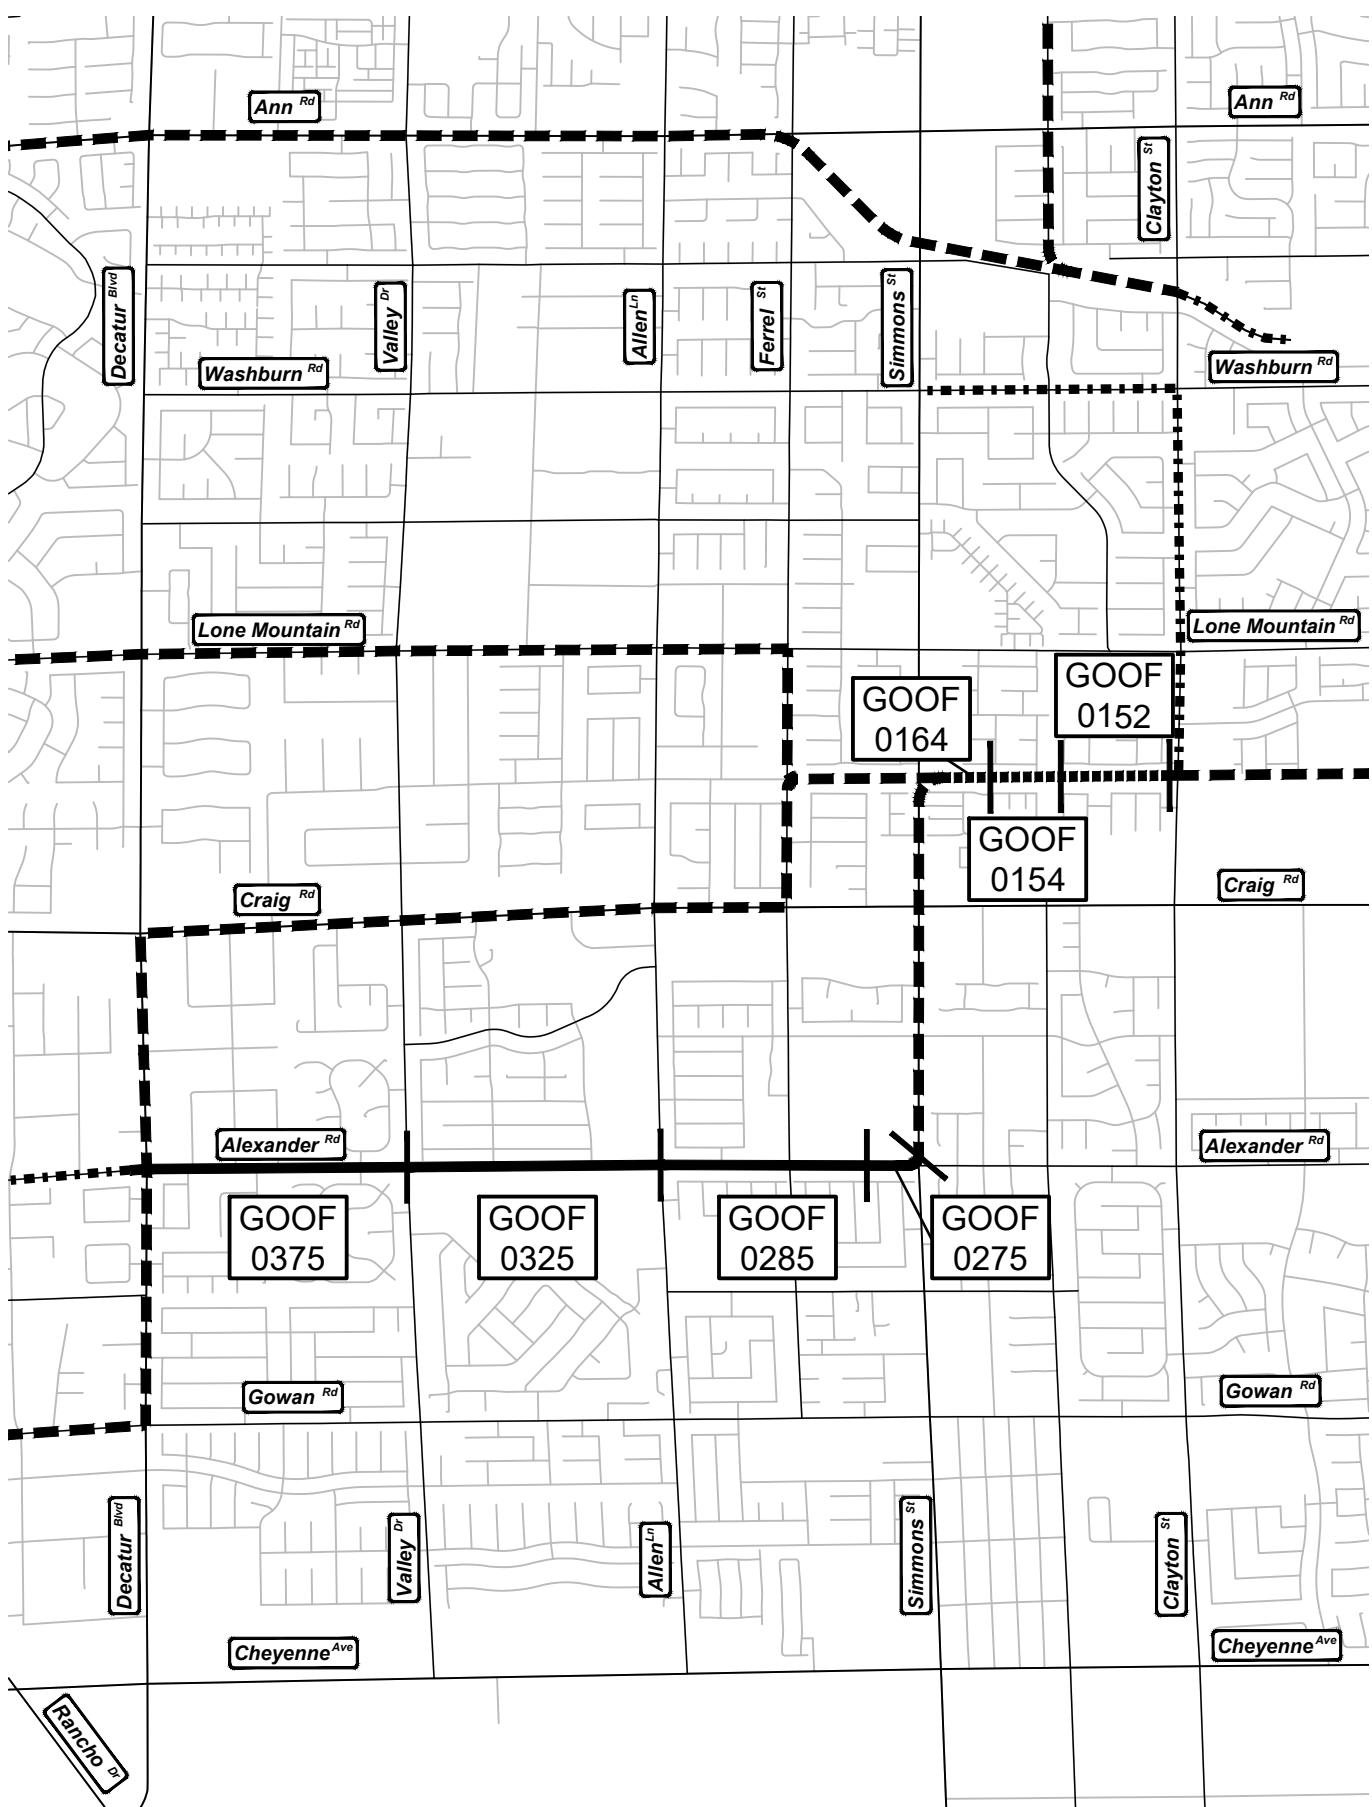 Ann Rd
Ann Rd
Clayton St
Decatur Blvd
Valley Dr
Allen Ln
Ferrel St
Simmons St
Washburn Rd
Washburn Rd
Lone Mountain Rd
Lone Mountain Rd
GOOF
0152
GOOF
0164
GOOF
0154
Craig Rd
Craig Rd
Alexander Rd
Alexander Rd
GOOF
0375
GOOF
0325
GOOF
0285
GOOF
0275
Gowan Rd
Gowan Rd
Decatur Blvd
Valley Dr
Allen Ln
Simmons St
Clayton St
Cheyenne Ave
Cheyenne Ave
Rancho Dr